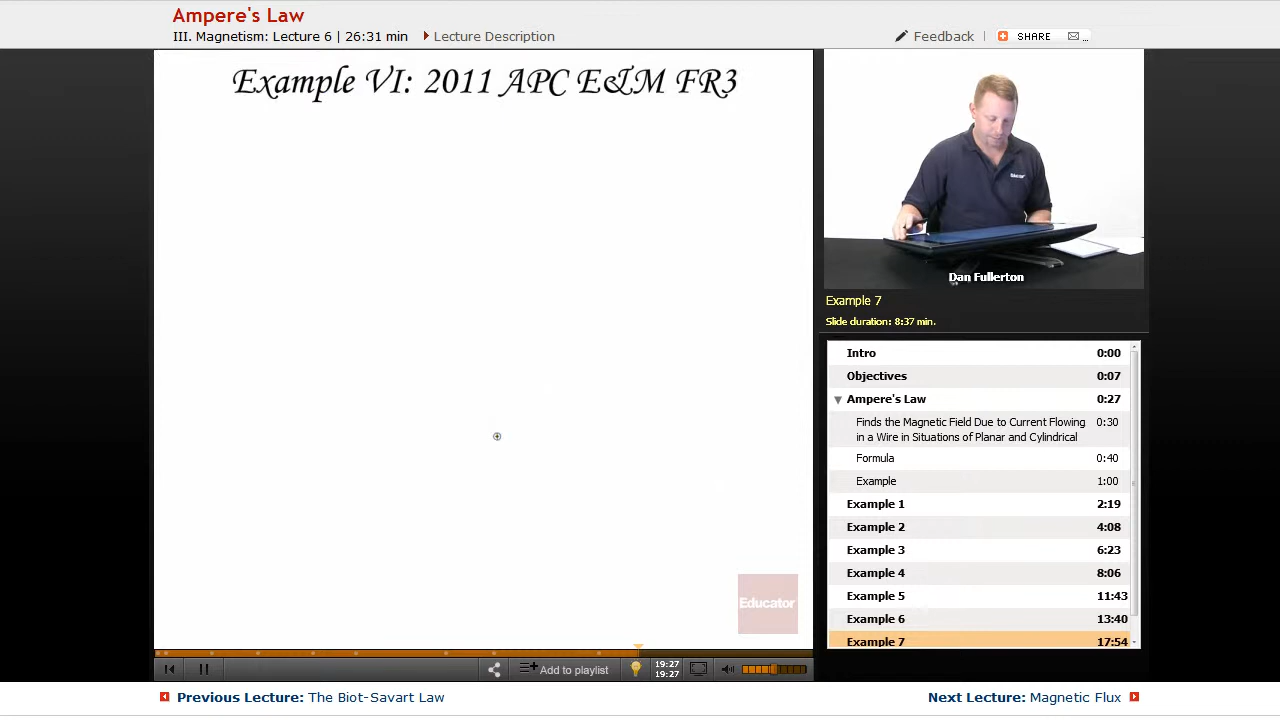 Ampere's Law
III. Magnetism: Lecture 6 | 26:31 min
Lecture Description
Feedback
SHARE
...
Example VI: 2011 APC E&M FR3
Educator
Dan Fullerton
Example 7
Slide duration: 8:37 min.
Intro 0:00
Objectives 0:07
Ampere's Law 0:27
Finds the Magnetic Field Due to Current Flowing 0:30
in a Wire in Situations of Planar and Cylindrical
Formula 0:40
Example 1:00
Example 1 2:19
Example 2 4:08
Example 3 6:23
Example 4 8:06
Example 5 11:43
Example 6 13:40
Example 7 17:54
Add to playlist
19:27
19:27
Previous Lecture: The Biot-Savart Law
Next Lecture: Magnetic Flux